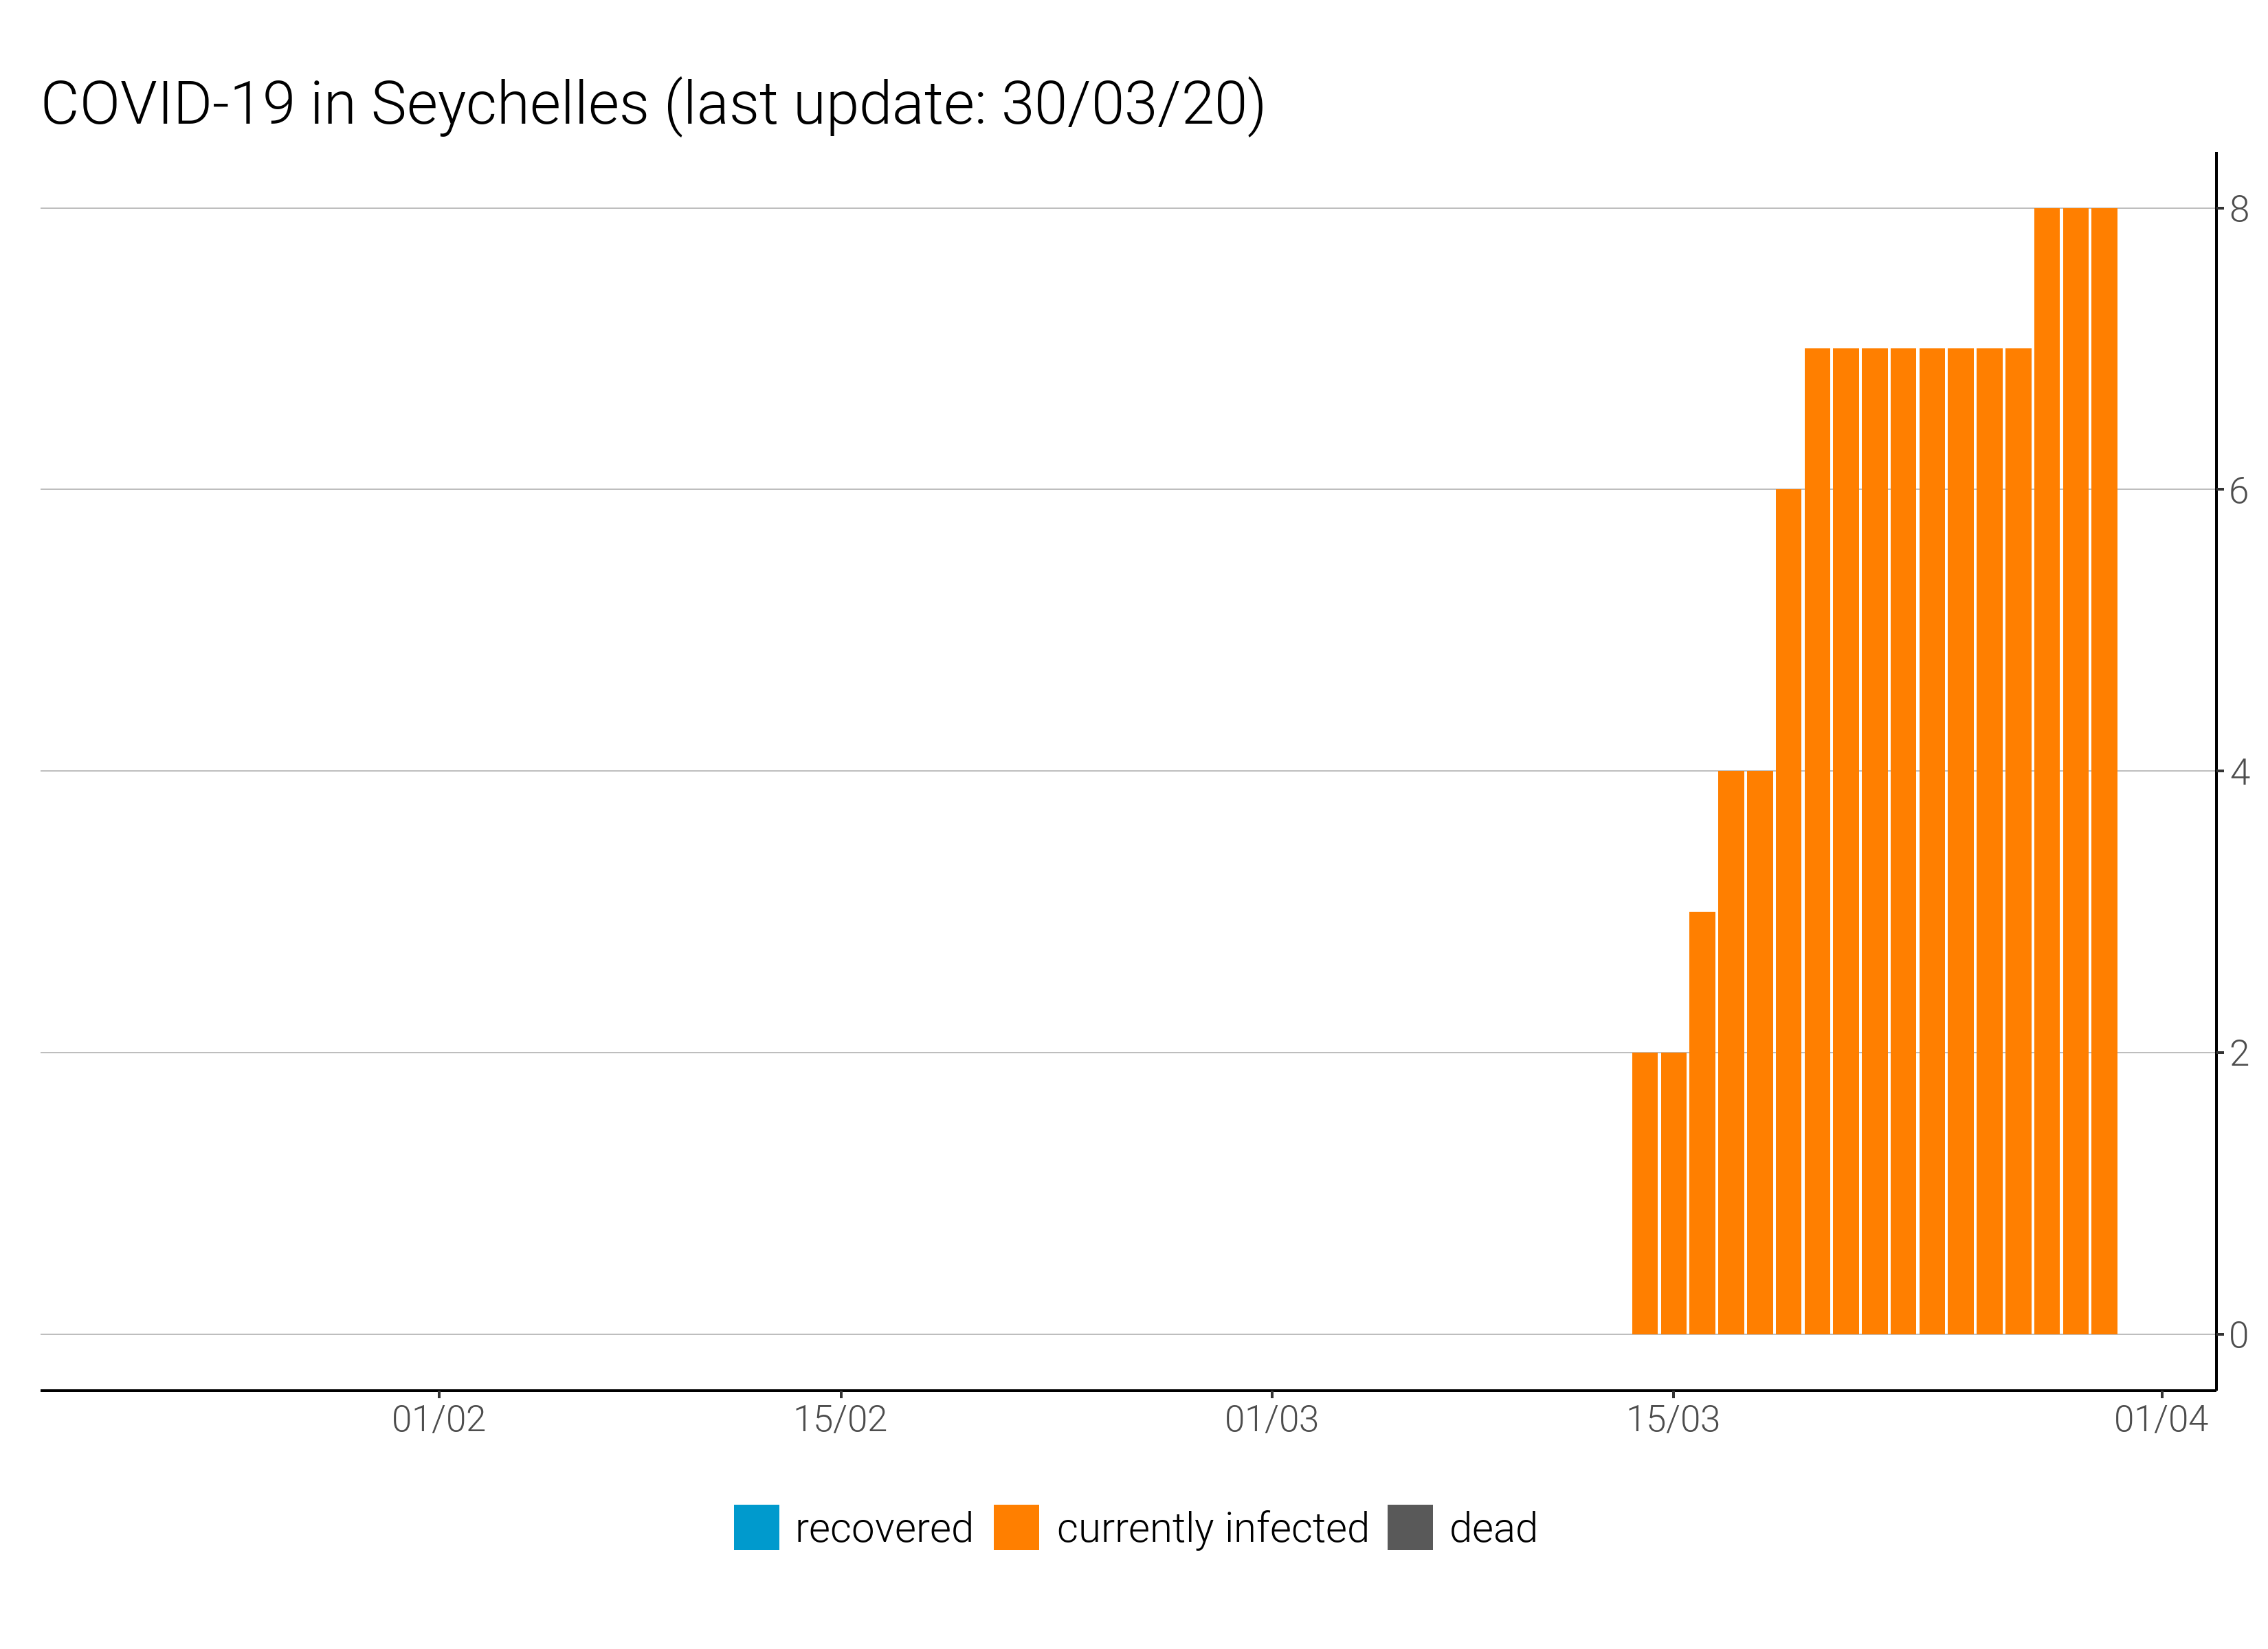 COVID-19 in Seychelles (last update: 30/03/20)
8
6
4
2
0
01/02 15/02 01/03 15/03 01/04
recovered currently infected dead